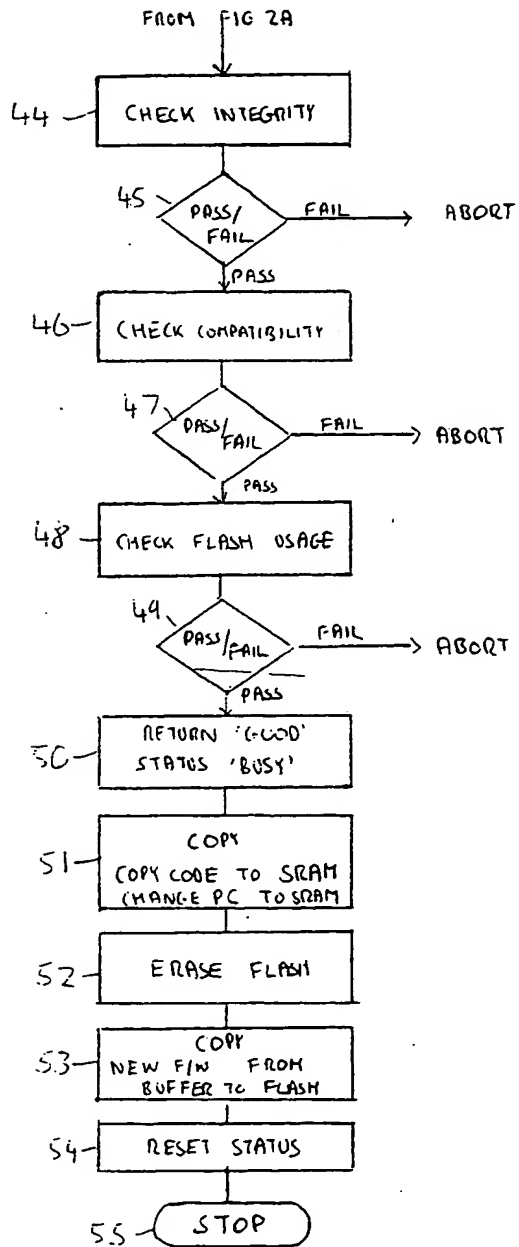 FROM FIG 2A
44
CHECK INTEGRITY
45
PASS/
FAIL
FAIL
ABORT
PASS
46
CHECK COMPATIBILITY
47
PASS/
FAIL
FAIL
ABORT
PASS
48
CHECK FLASH USAGE
49
PASS/FAIL
FAIL
ABORT
PASS
50
RETURN 'GOOD'
STATUS 'BUSY'
51
COPY
COPY CODE TO SRAM
CHANGE PC TO SRAM
52
ERASE FLASH
53
COPY
NEW F/W FROM
BUFFER TO FLASH
54
RESET STATUS
55
STOP